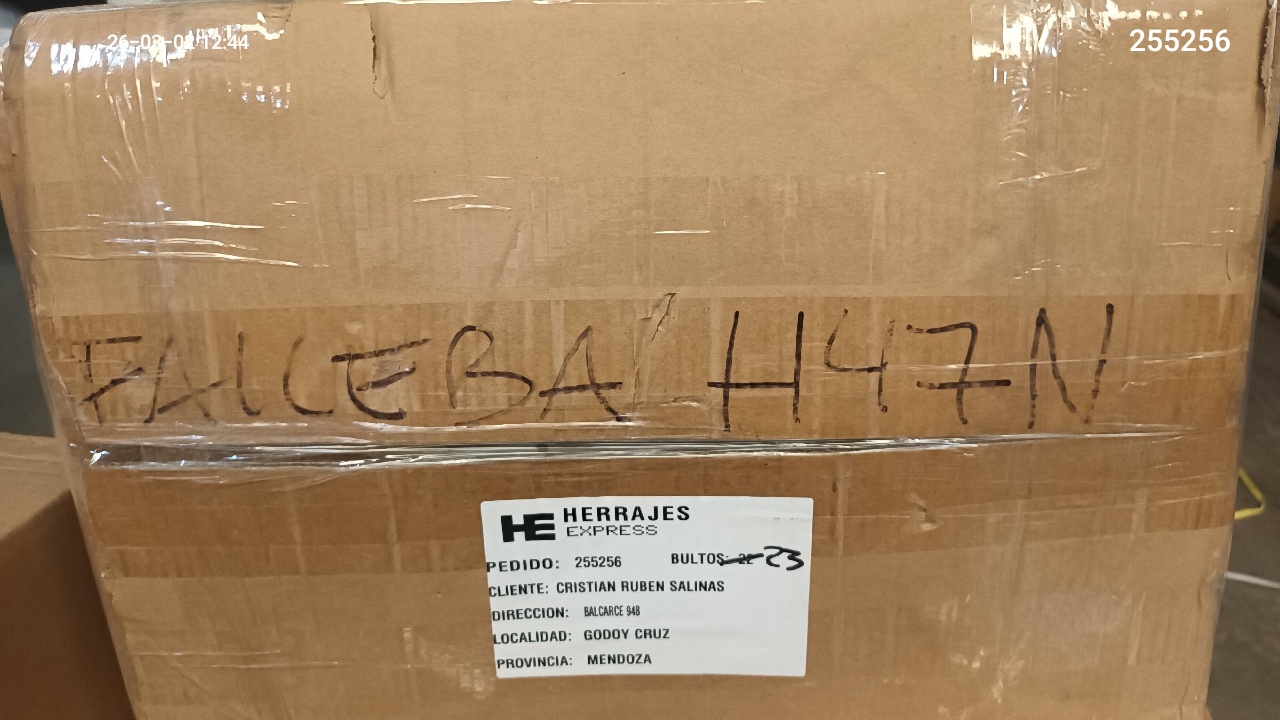 255256
FALCEBA H47N
HE HERRAJES
EXPRESS
PEDIDO: 255256 BULTOS: 22 23
CLIENTE: CRISTIAN RUBEN SALINAS
DIRECCION: BALCARCE 948
LOCALIDAD: GODOY CRUZ
PROVINCIA: MENDOZA